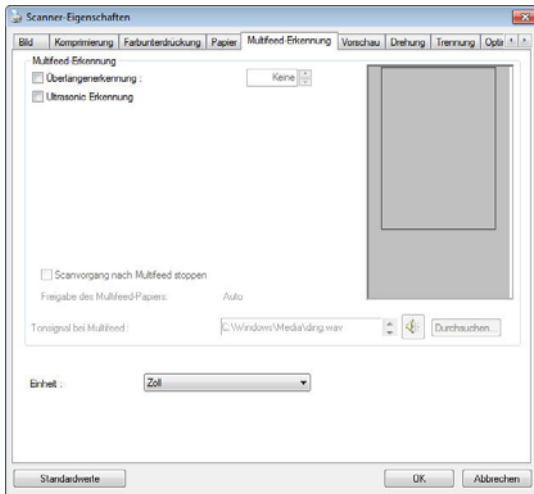 Scanner-Eigenschaften
Bild Komprimierung Farbunterdrückung Papier Multifeed-Erkennung Vorschau Drehung Trennung
Multifeed-Erkennung
Überlängenerkennung : Keine
Ultrasonic Erkennung
Scanvorgang nach Multifeed stoppen
Freigabe des Multifeed-Papiers: Auto
Tonsignal bei Multifeed : C:\Windows\Media\ding.wav Durchsuchen...
Einheit : Zoll
Standardwerte OK Abbrechen